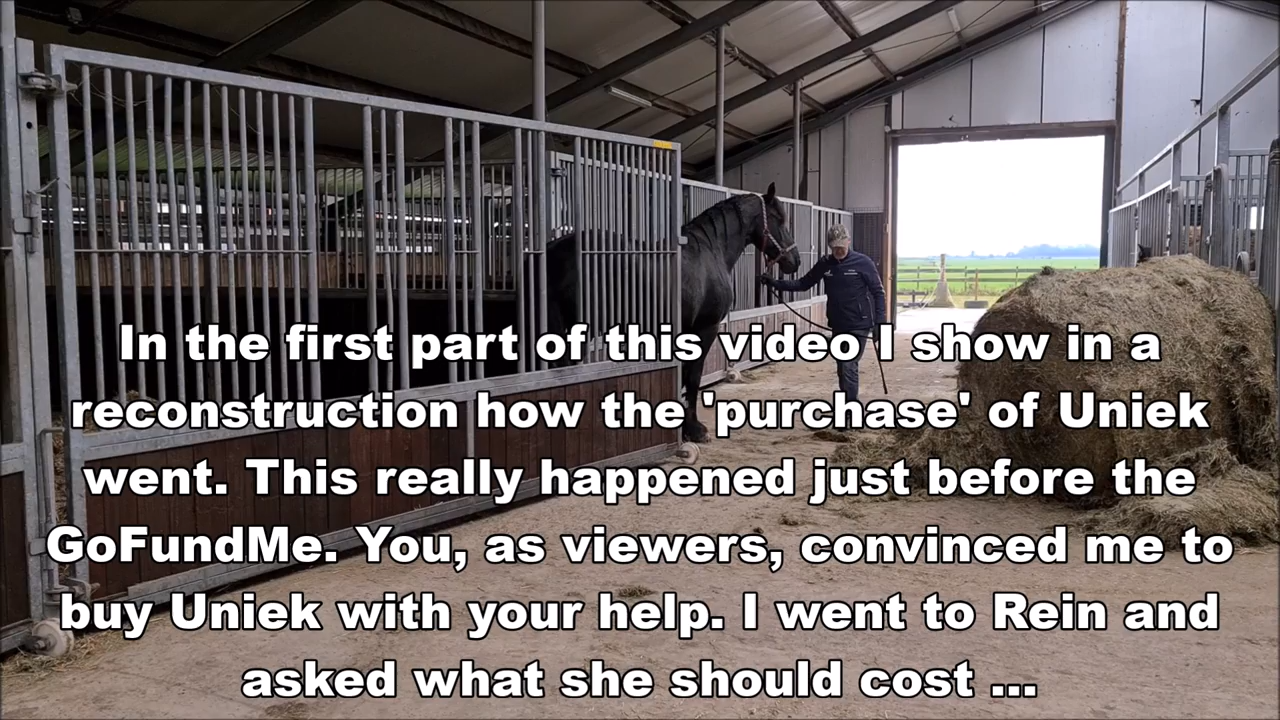 In the first part of this video I show in a
reconstruction how the 'purchase' of Uniek
went. This really happened just before the
GoFundMe. You, as viewers, convinced me to
buy Uniek with your help. I went to Rein and
asked what she should cost ...